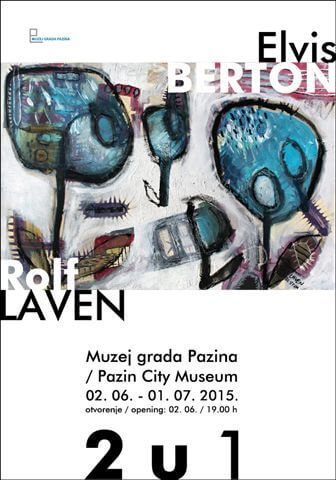 MUZEJ GRADA PAZINA
Elvis
BERTON
Rolf
LAVEN
Muzej grada Pazina
/ Pazin City Museum
02. 06. - 01. 07. 2015.
otvorenje / opening: 02. 06. / 19.00 h
2 u 1